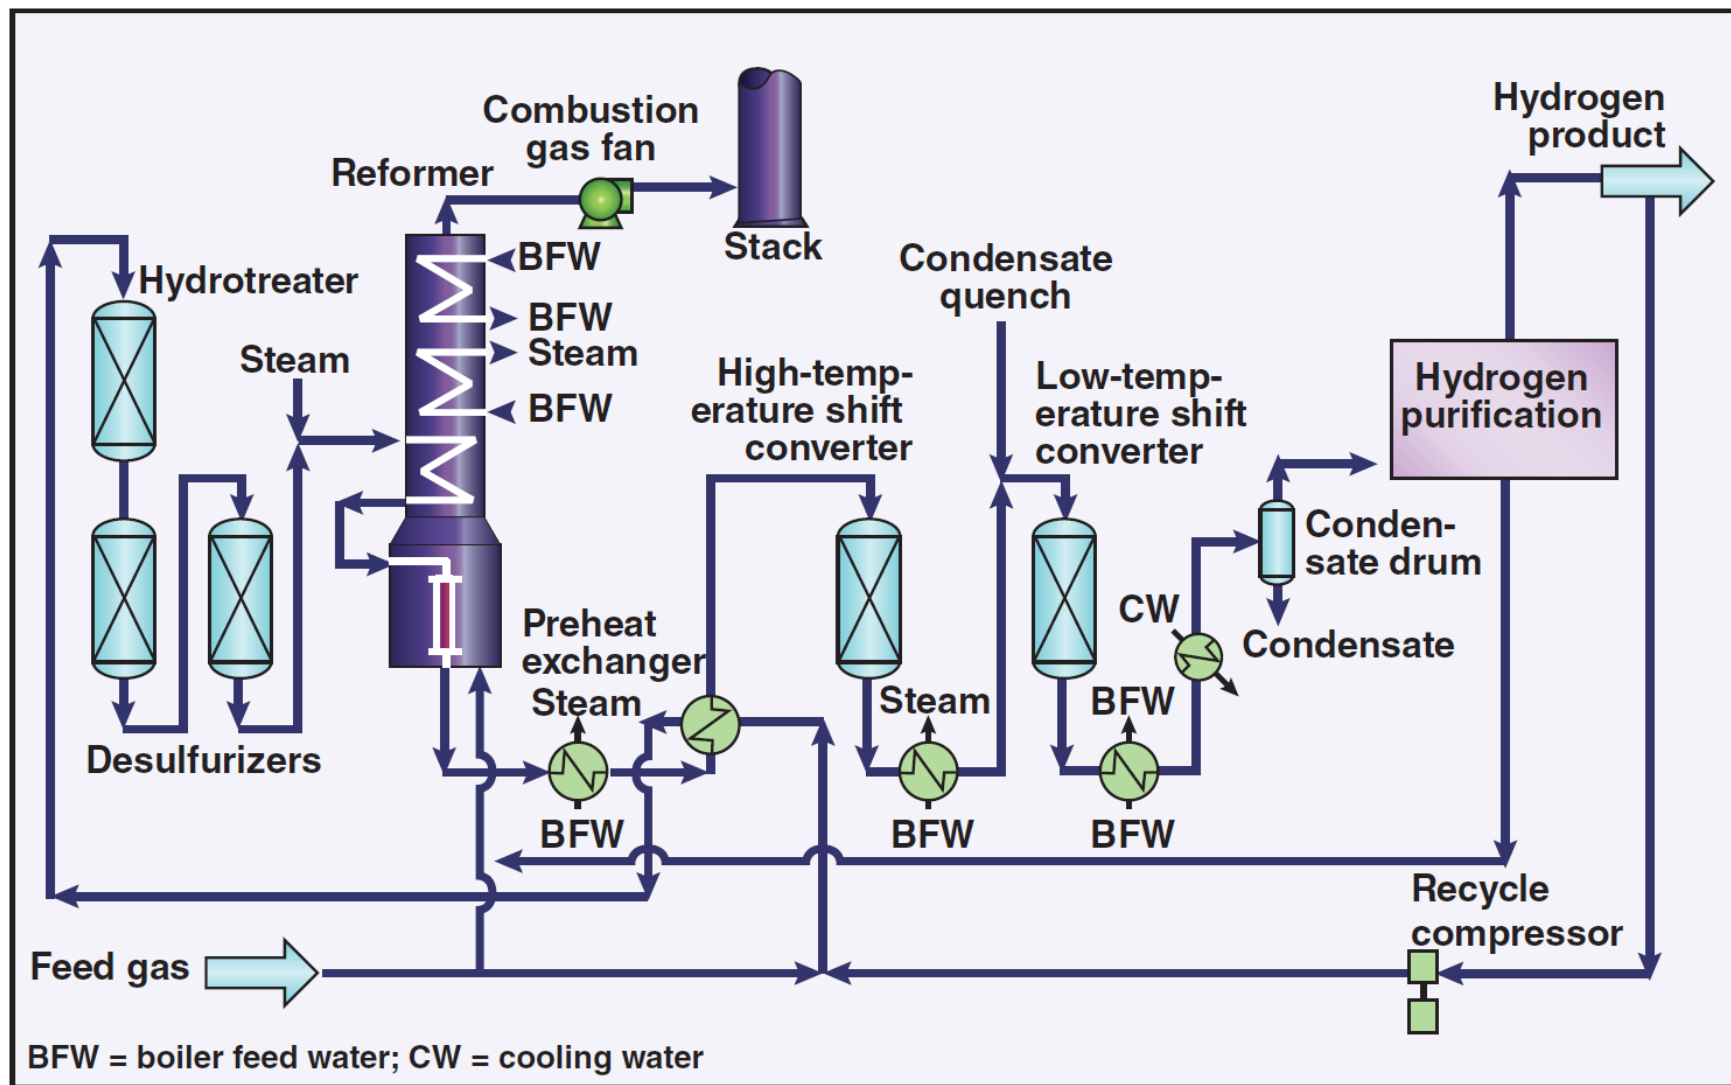 Combustion
gas fan
Reformer
Stack
Hydrogen
product
Hydrotreater
Steam
BFW
BFW
Steam
BFW
Condensate
quench
High-temp-
erature shift
converter
Low-temp-
erature shift
converter
Hydrogen
purification
Conden-
sate drum
Condensate
CW
Preheat
exchanger
Steam
BFW
Steam
BFW
BFW
BFW
Desulfurizers
Recycle
compressor
Feed gas
BFW = boiler feed water; CW = cooling water